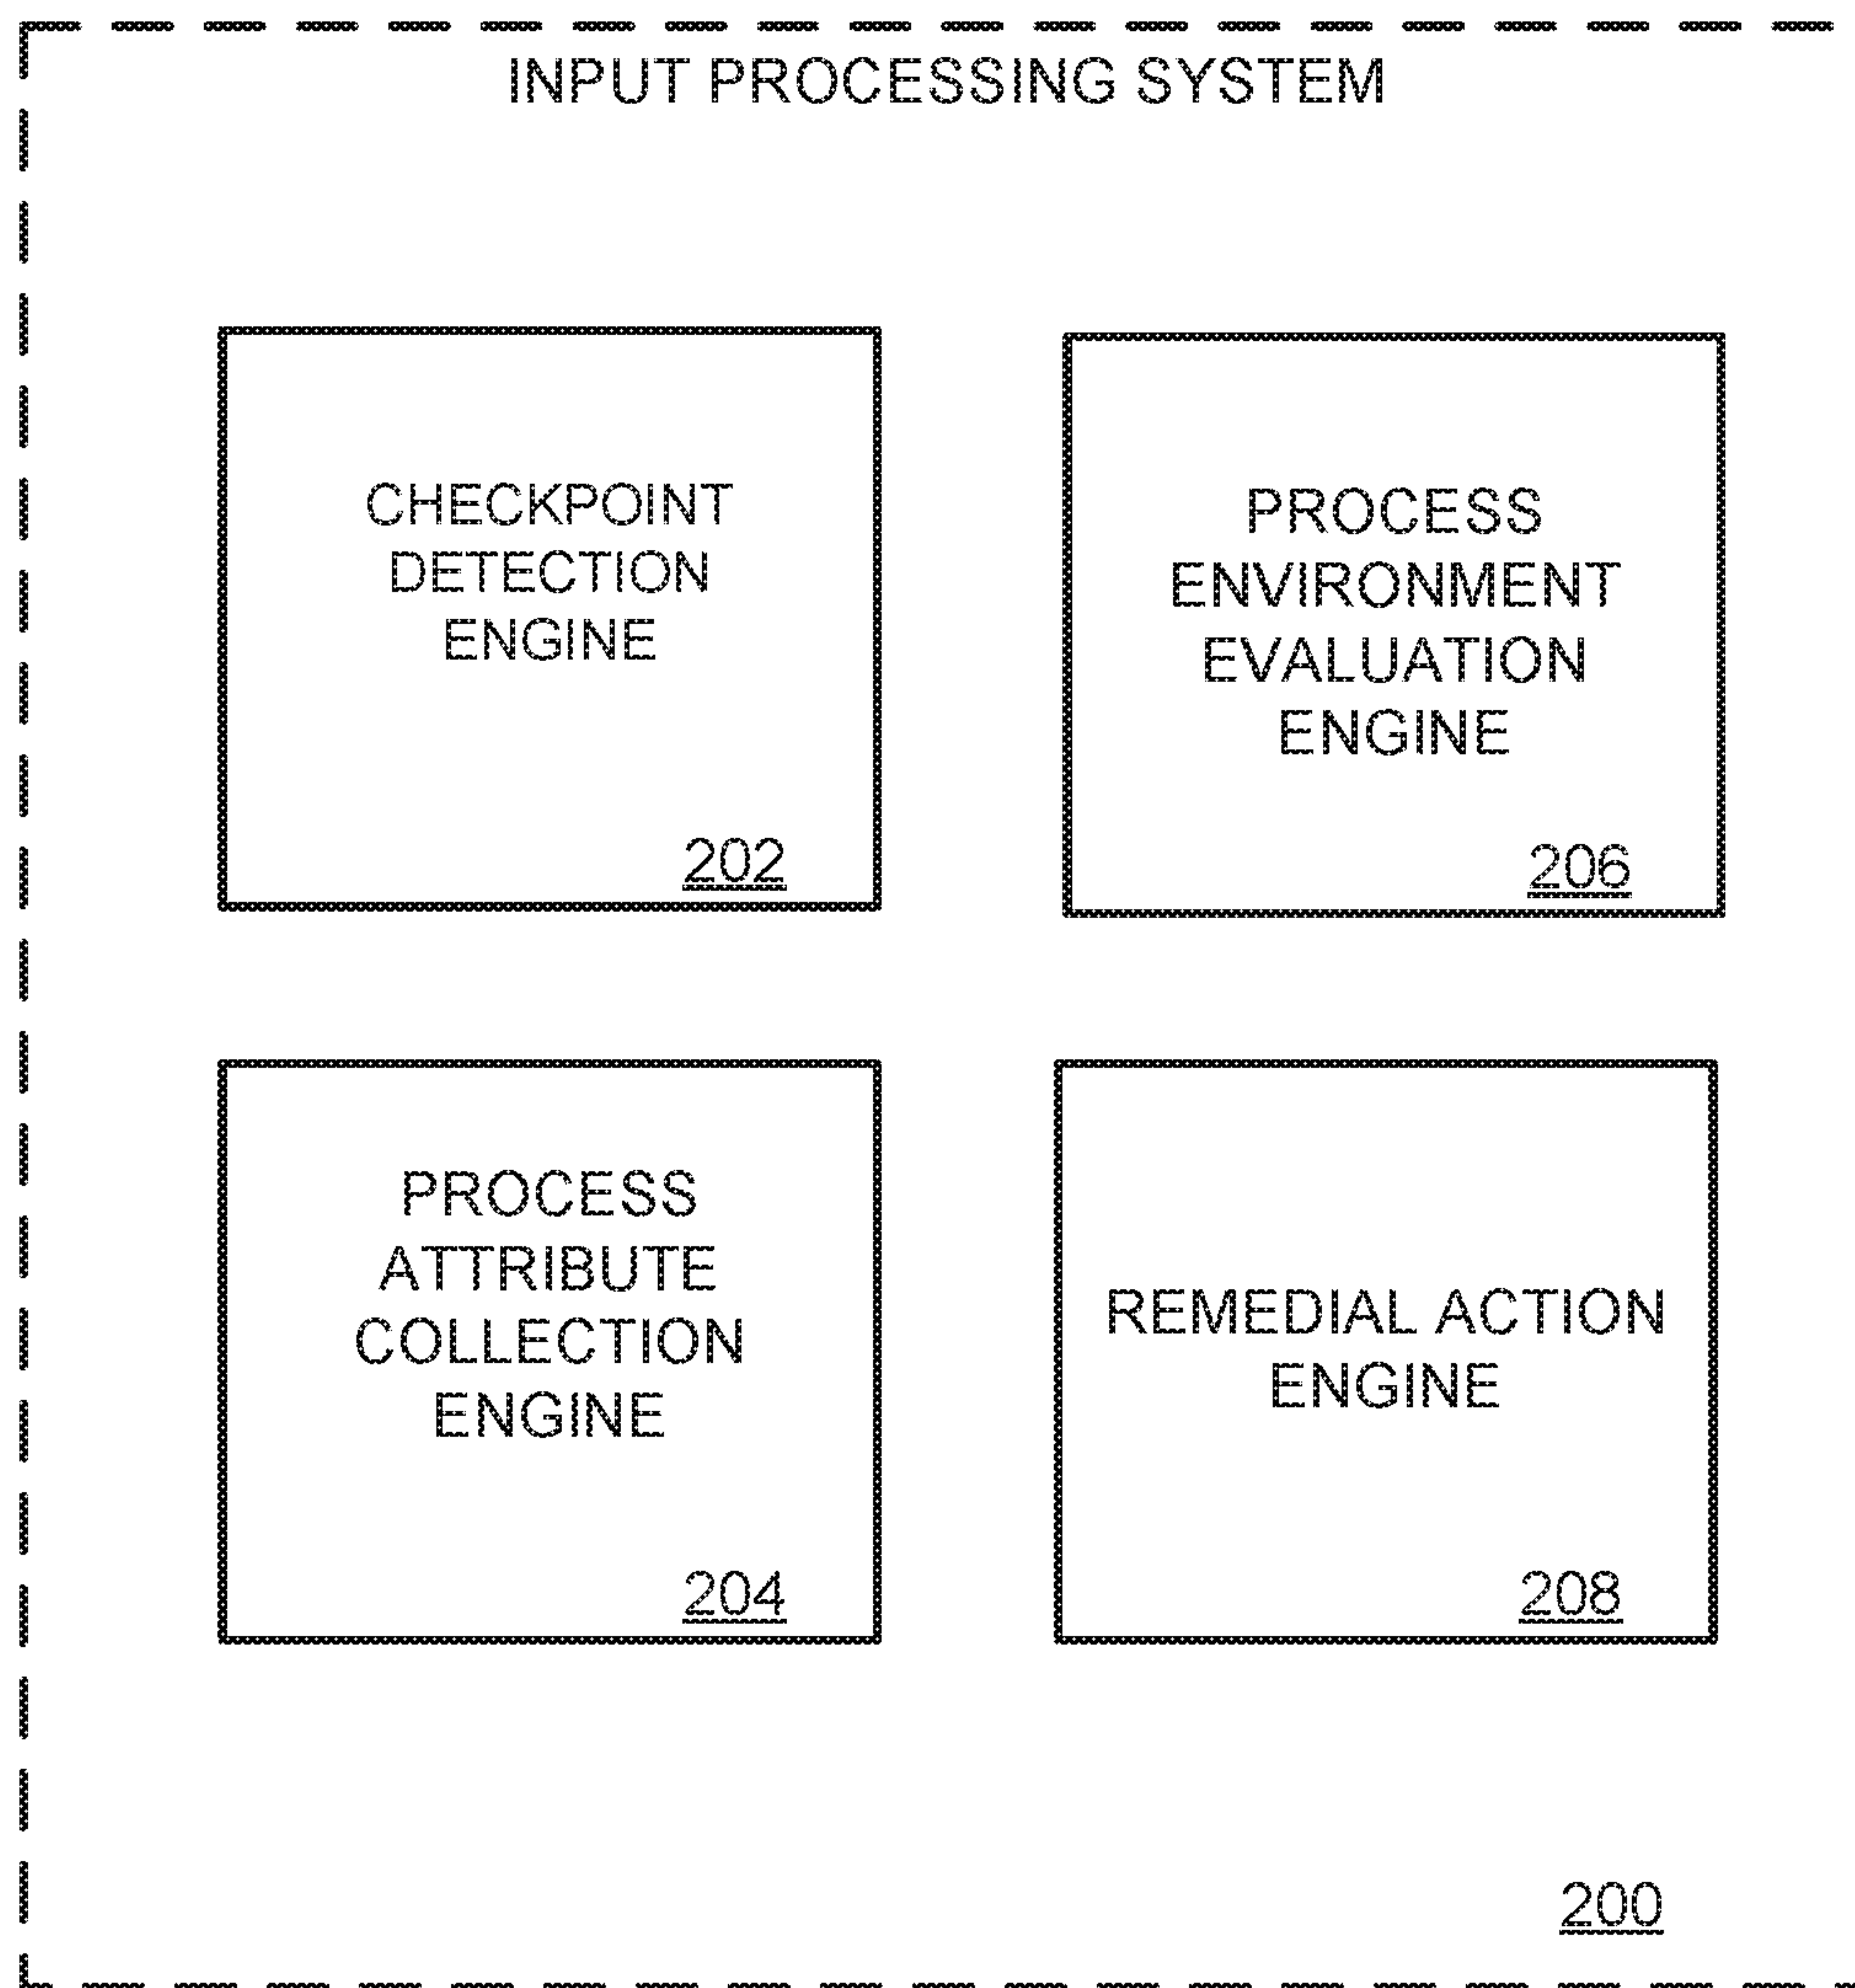 INPUT PROCESSING SYSTEM
CHECKPOINT
DETECTION
ENGINE
202
PROCESS
ENVIRONMENT
EVALUATION
ENGINE
206
PROCESS
ATTRIBUTE
COLLECTION
ENGINE
204
REMEDIAL ACTION
ENGINE
208
200